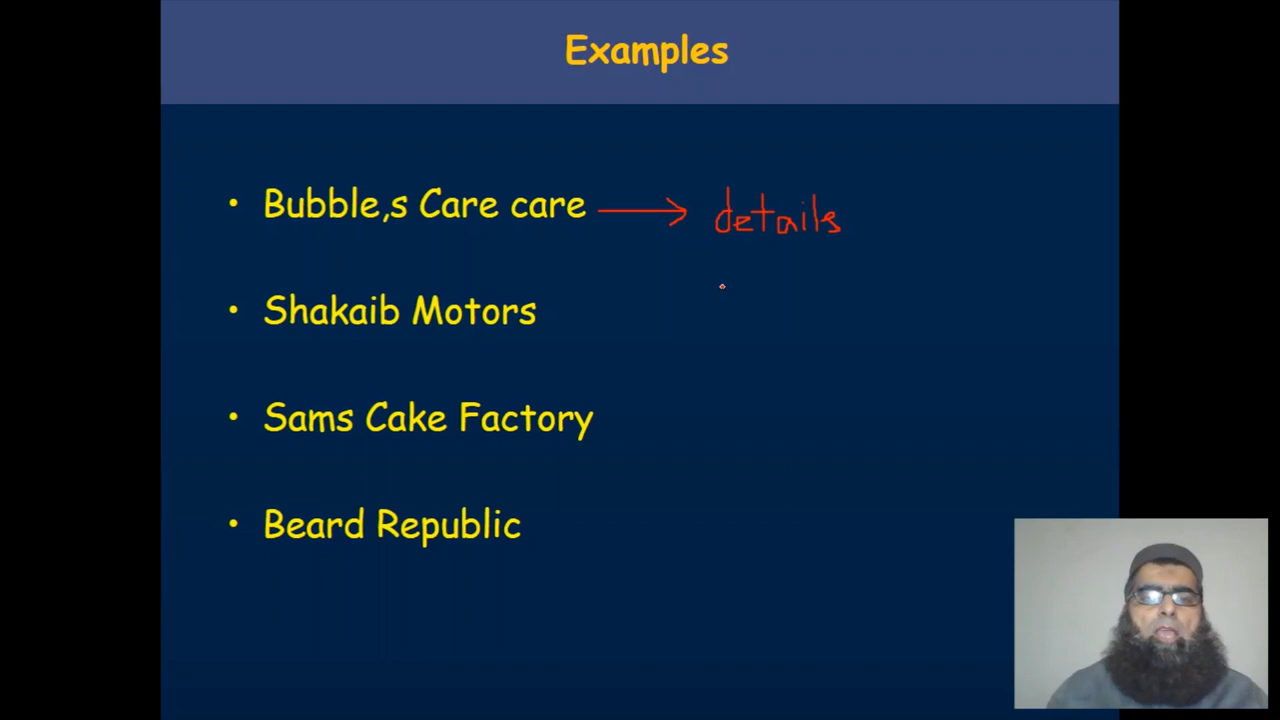 Examples
• Bubble,s Care care → details
• Shakaib Motors
• Sams Cake Factory
• Beard Republic